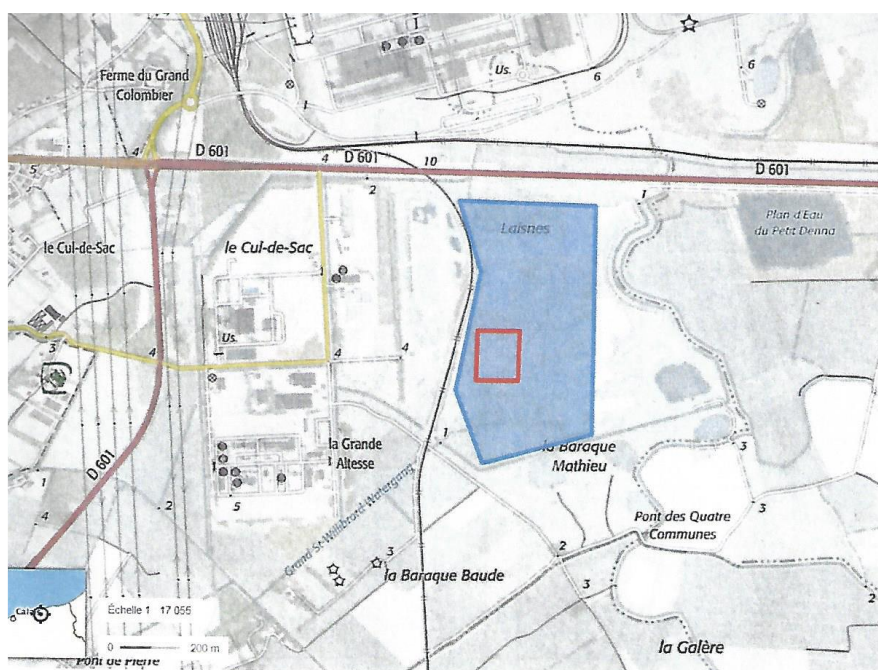 Ferme du Grand
Colombier
Us.
6
6
I
1
1
4
D 601
4
D 601
10
D 601
5
2
1
Laisnes
Plan d'Eau
du Petit Denna
le Cul-de-Sac
le Cul-de-Sac
Us.
3
4
4
4
la Grande
Altesse
1
la Baraque
Mathieu
3
D 601
1
4
2
5
Grand St-Willibrord-Watergang
3
Pont des Quatre
Communes
3
la Baraque Baude
2
3
2
Échelle 1 17 055
0 200 m
Pont de Pierre
la Galère